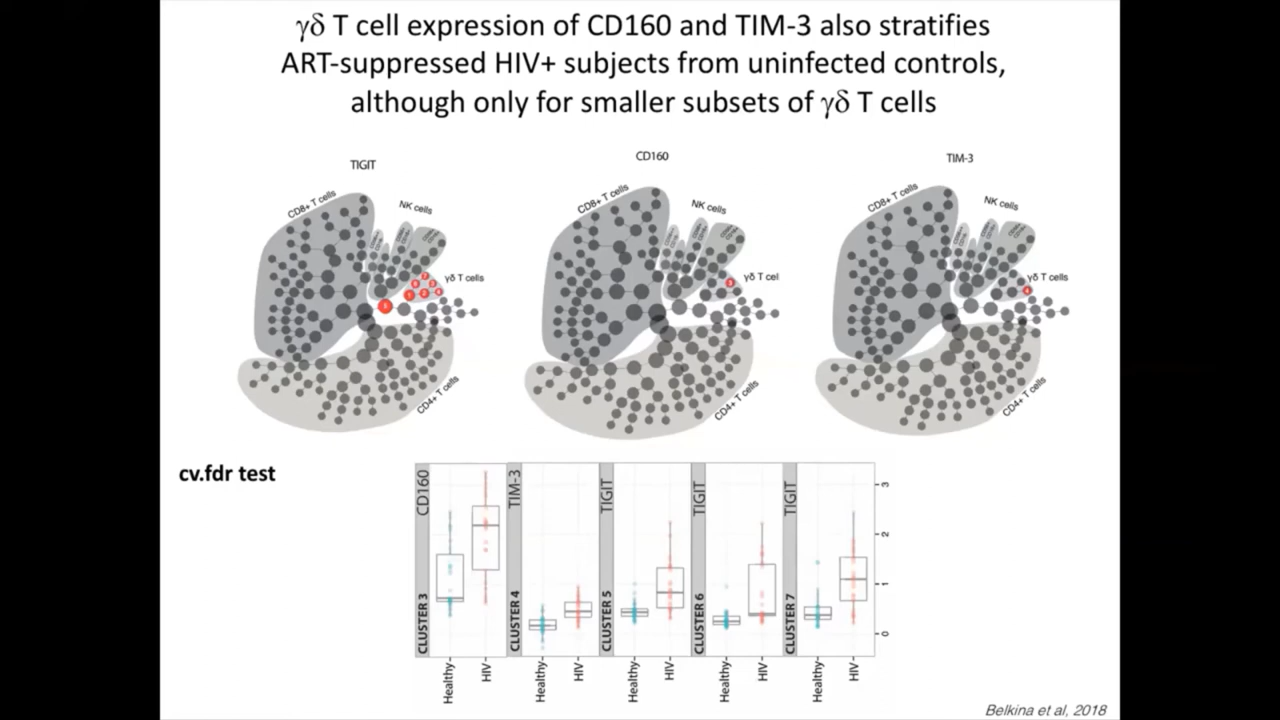 γδ T cell expression of CD160 and TIM-3 also stratifies
ART-suppressed HIV+ subjects from uninfected controls,
although only for smaller subsets of γδ T cells
TIGIT
CD160
TIM-3
CD8+ T cells
NK cells
γδ T cells
CD4+ T cells
CD8+ T cells
NK cells
γδ T cel
CD4+ T cells
CD8+ T cells
NK cells
γδ T cells
CD4+ T cells
cv.fdr test
CLUSTER 3
CD160
CLUSTER 4
TIM-3
CLUSTER 5
TIGIT
CLUSTER 6
TIGIT
CLUSTER 7
TIGIT
3
2
1
0
Healthy
HIV
Healthy
HIV
Healthy
HIV
Healthy
HIV
Healthy
HIV
Belkina et al, 2018